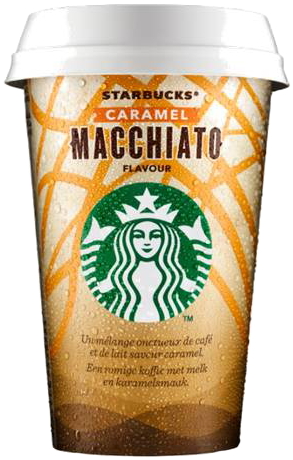 STARBUCKS®
CARAMEL
MACCHIATO
FLAVOUR
TM
Un mélange onctueux de café
et de lait saveur caramel.
Een romige koffie met melk
en karamelsmaak.